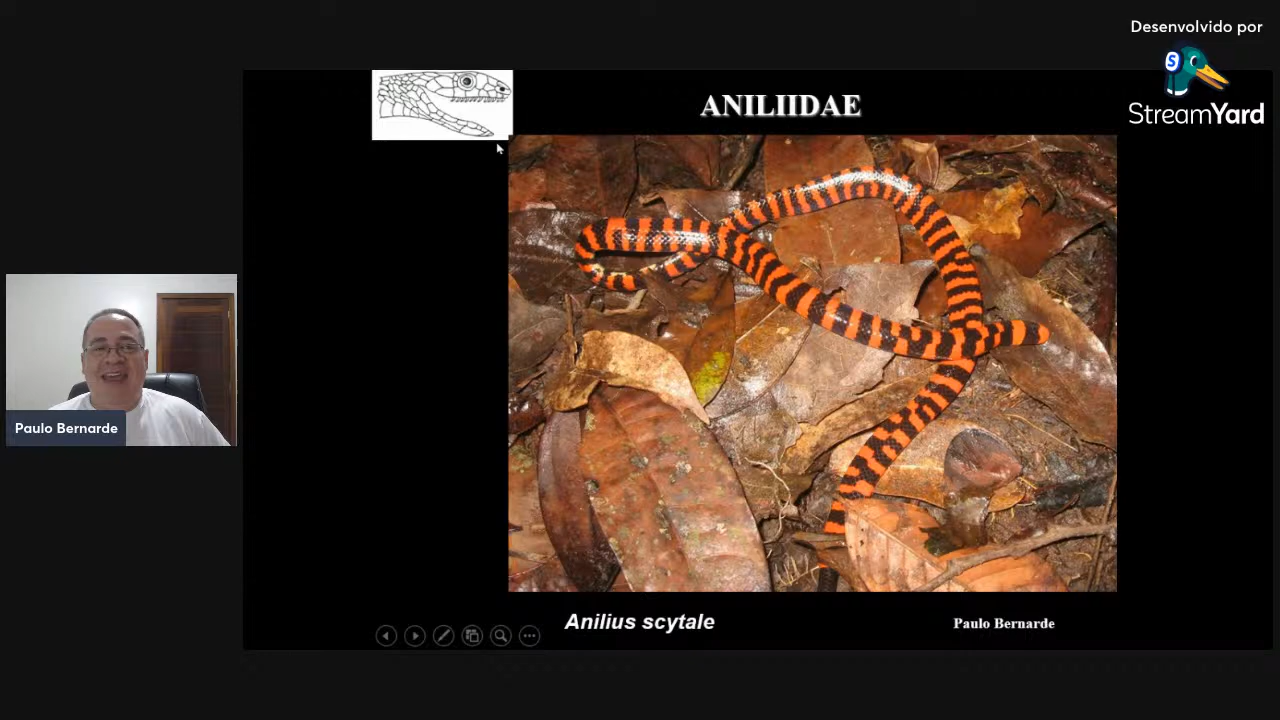 Desenvolvido por
S
StreamYard
ANILIIDAE
Paulo Bernarde
Anilius scytale
Paulo Bernarde